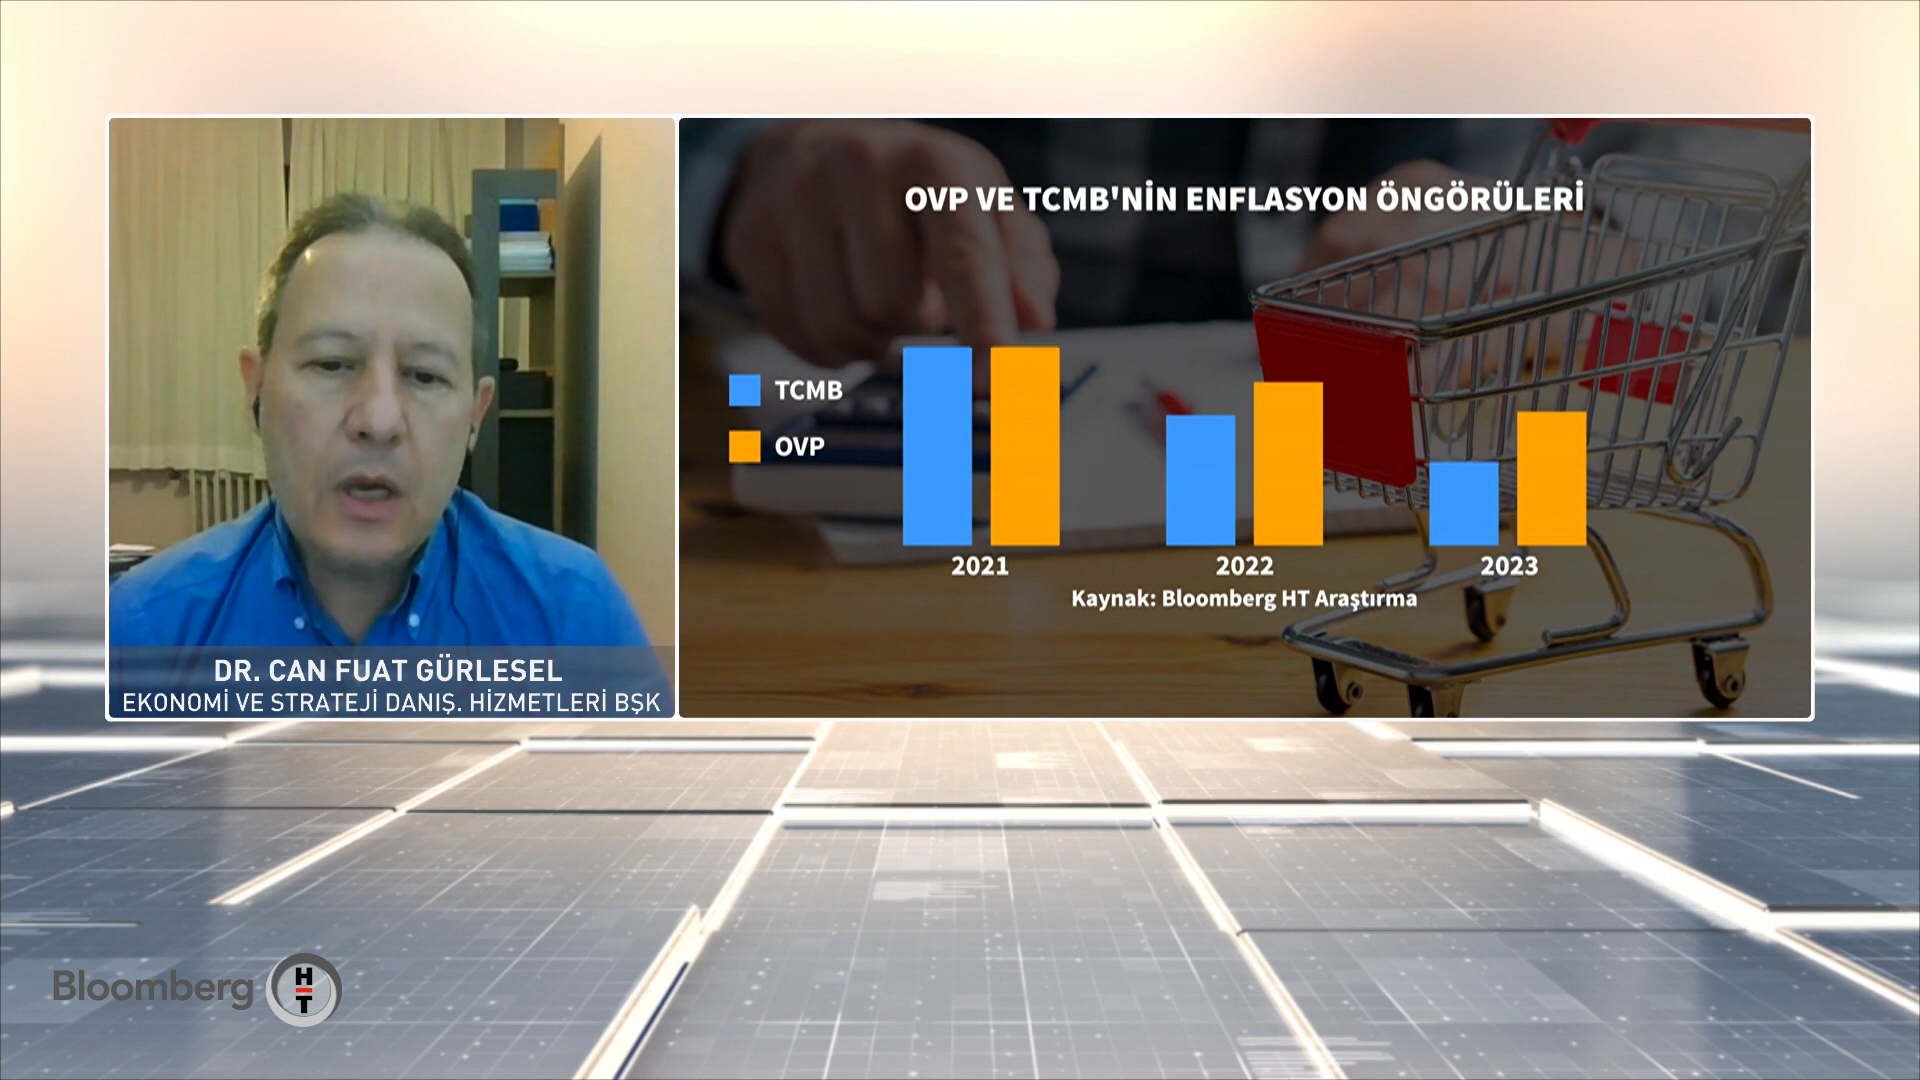 OVP VE TCMB'NİN ENFLASYON ÖNGÖRÜLERİ
TCMB
OVP
2021
2022
2023
Kaynak: Bloomberg HT Araştırma
DR. CAN FUAT GÜRLESEL
EKONOMİ VE STRATEJİ DANIŞ. HİZMETLERİ BŞK
Bloomberg HT